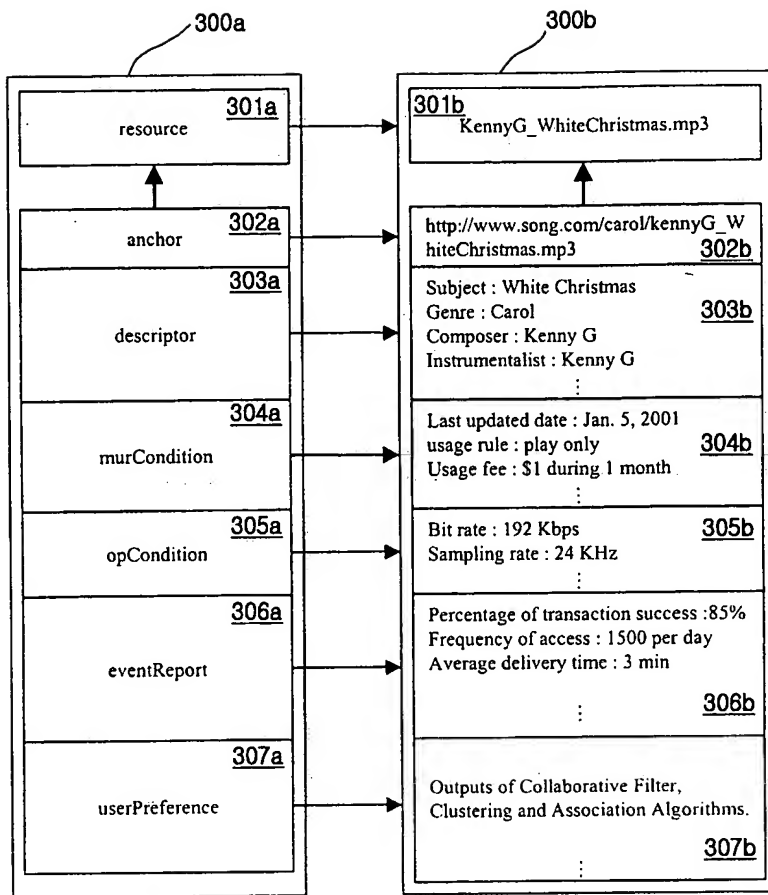 300a
300b
301a
resource
301b
KennyG_WhiteChristmas.mp3
302a
anchor
http://www.song.com/carol/kennyG_W
hiteChristmas.mp3
302b
303a
descriptor
Subject : White Christmas
Genre : Carol
303b
Composer : Kenny G
Instrumentalist : Kenny G
⋮
304a
murCondition
Last updated date : Jan. 5, 2001
usage rule : play only
304b
Usage fee : $1 during 1 month
⋮
305a
opCondition
Bit rate : 192 Kbps
305b
Sampling rate : 24 KHz
⋮
306a
eventReport
Percentage of transaction success :85%
Frequency of access : 1500 per day
Average delivery time : 3 min
⋮
306b
307a
userPreference
Outputs of Collaborative Filter,
Clustering and Association Algorithms.
307b
⋮